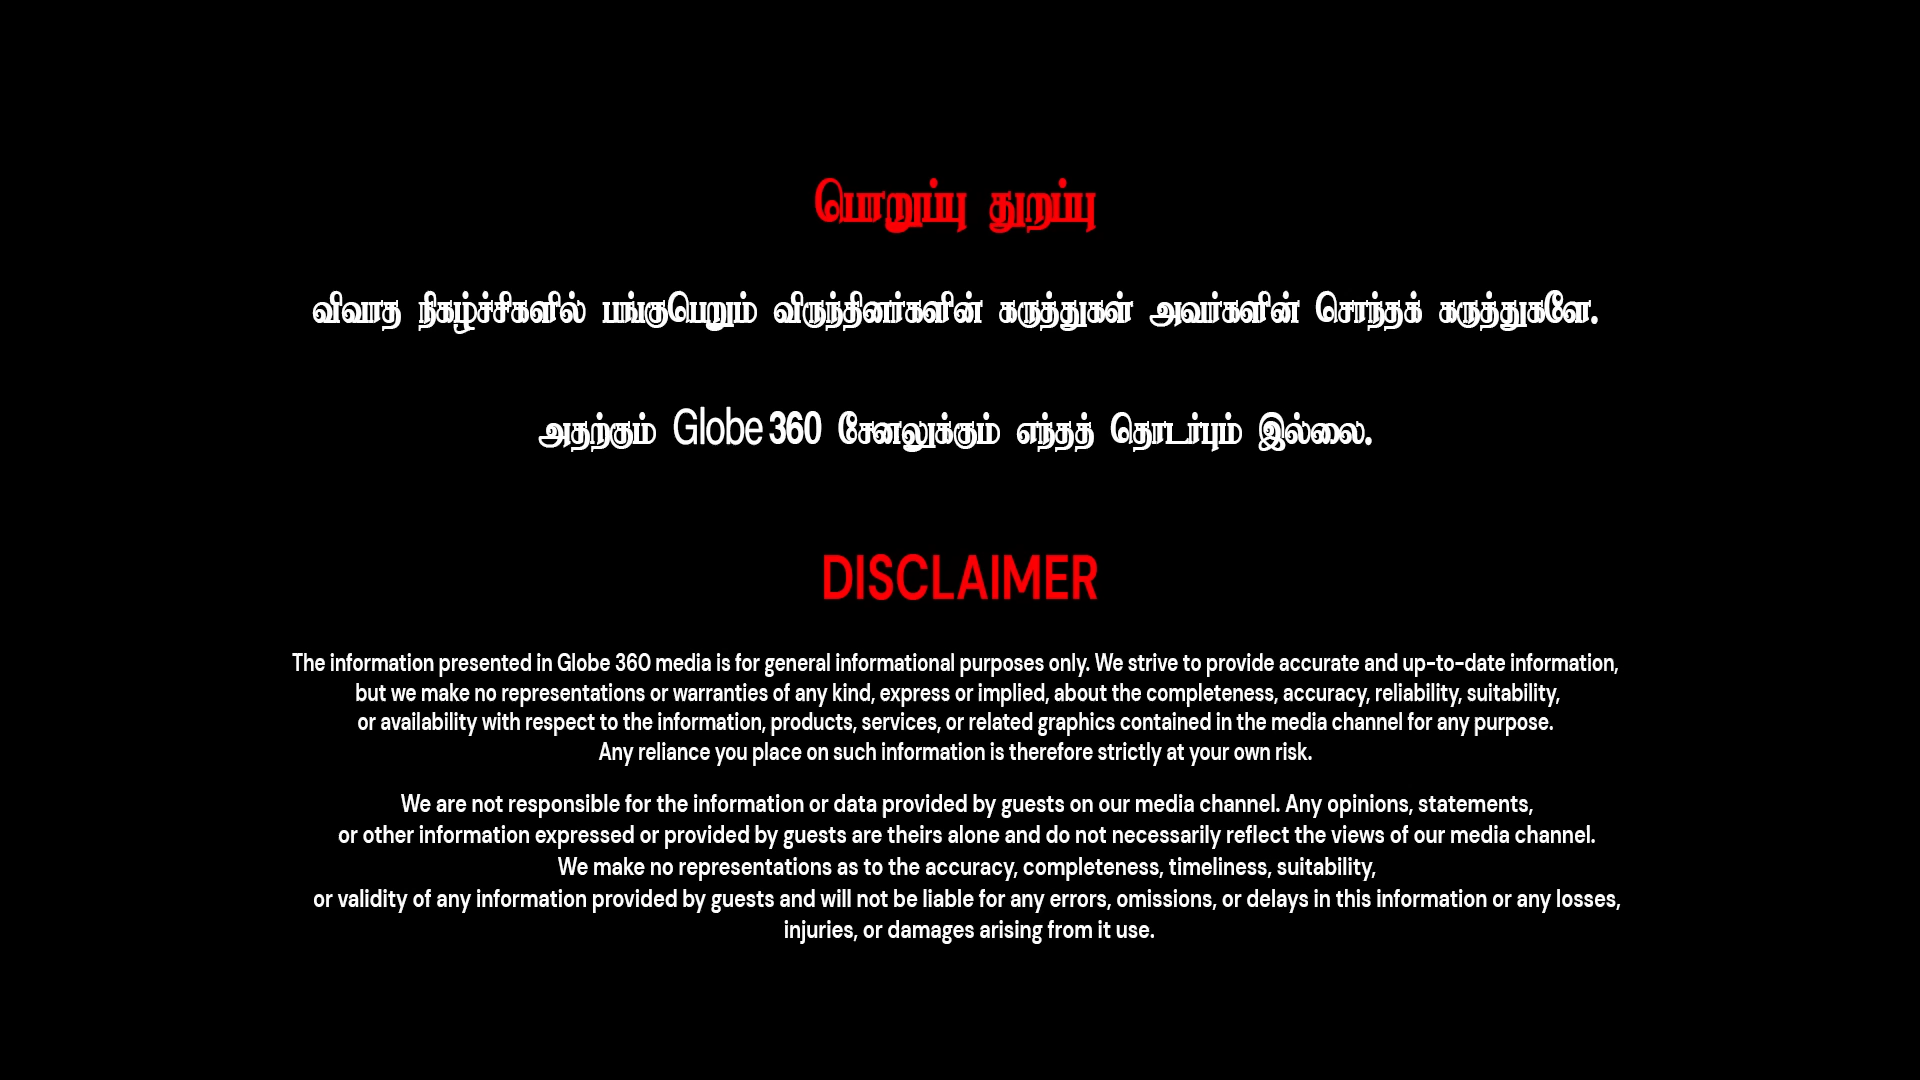 பொறுப்பு துறப்பு
விவாத நிகழ்ச்சிகளில் பங்குபெறும் விருந்தினர்களின் கருத்துகள் அவர்களின் சொந்தக் கருத்துகளே.
அதற்கும் Globe 360 சேனலுக்கும் எந்தத் தொடர்பும் இல்லை.
DISCLAIMER
The information presented in Globe 360 media is for general informational purposes only. We strive to provide accurate and up-to-date information,
but we make no representations or warranties of any kind, express or implied, about the completeness, accuracy, reliability, suitability,
or availability with respect to the information, products, services, or related graphics contained in the media channel for any purpose.
Any reliance you place on such information is therefore strictly at your own risk.
We are not responsible for the information or data provided by guests on our media channel. Any opinions, statements,
or other information expressed or provided by guests are theirs alone and do not necessarily reflect the views of our media channel.
We make no representations as to the accuracy, completeness, timeliness, suitability,
or validity of any information provided by guests and will not be liable for any errors, omissions, or delays in this information or any losses,
injuries, or damages arising from it use.